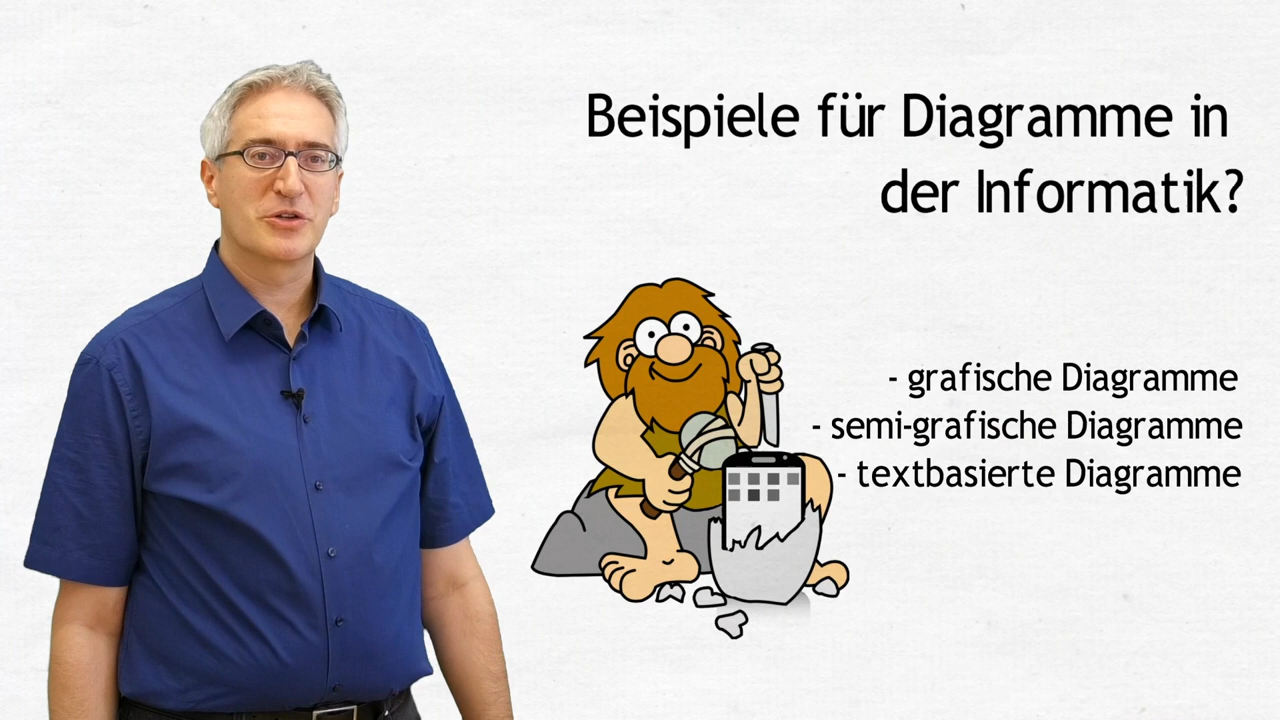 Beispiele für Diagramme in
der Informatik?
- grafische Diagramme
- semi-grafische Diagramme
- textbasierte Diagramme